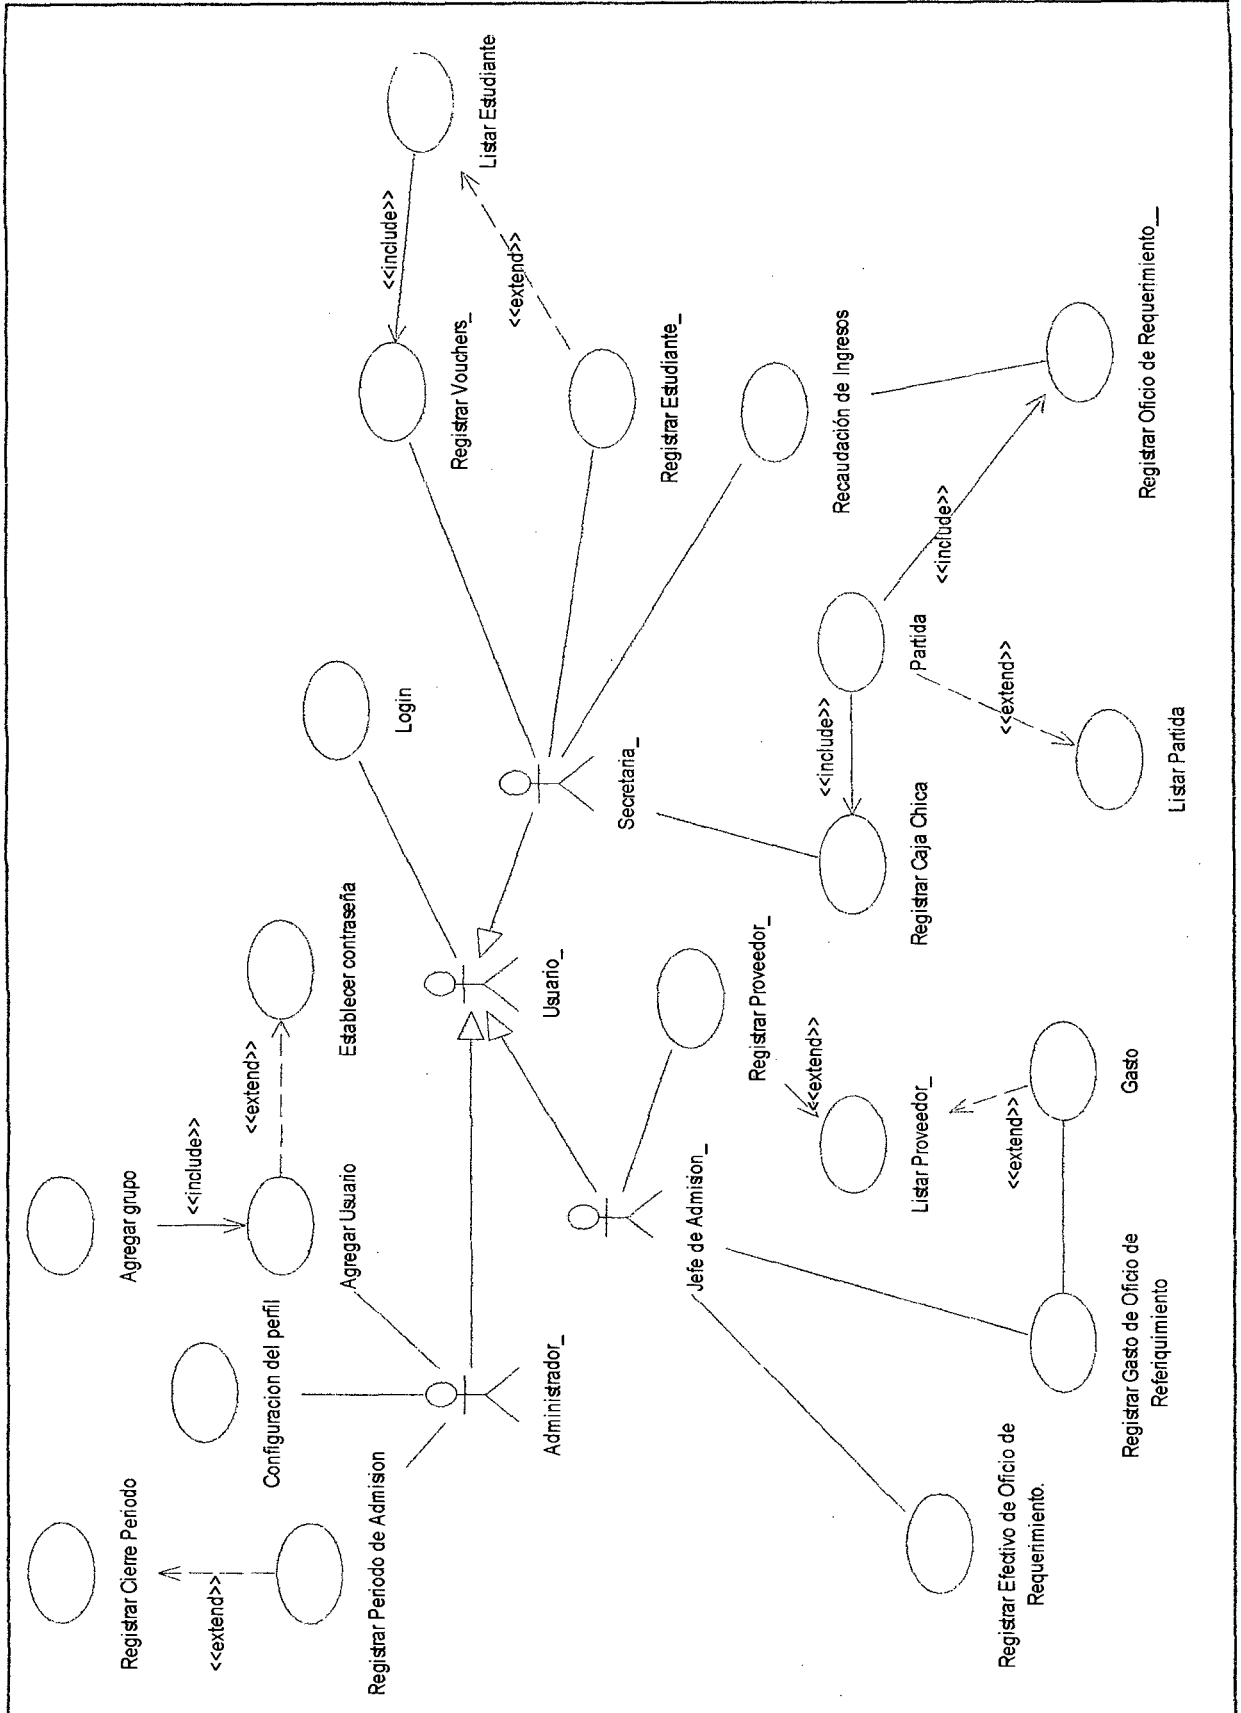 Registrar Cierre Periodo
Agregar grupo
<<include>>
<<extend>>
<<extend>>
Configuracion del perfil
Agregar Usuario
Establecer contraseña
Registrar Periodo de Admision
<<include>>
Login
Registrar Vouchers_
Listar Estudiante
<<extend>>
Administrador_
Usuario_
Secretaria_
Registrar Estudiante_
Jefe de Admision_
Registrar Proveedor_
<<extend>>
<<include>>
Recaudación de Ingresos
Listar Proveedor_
Registrar Caja Chica
Partida
<<include>>
Registrar Efectivo de Oficio de
Requerimiento.
<<extend>>
<<extend>>
Registrar Gasto de Oficio de
Referiquimiento
Gasto
Registrar Oficio de Requerimiento_
Listar Partida